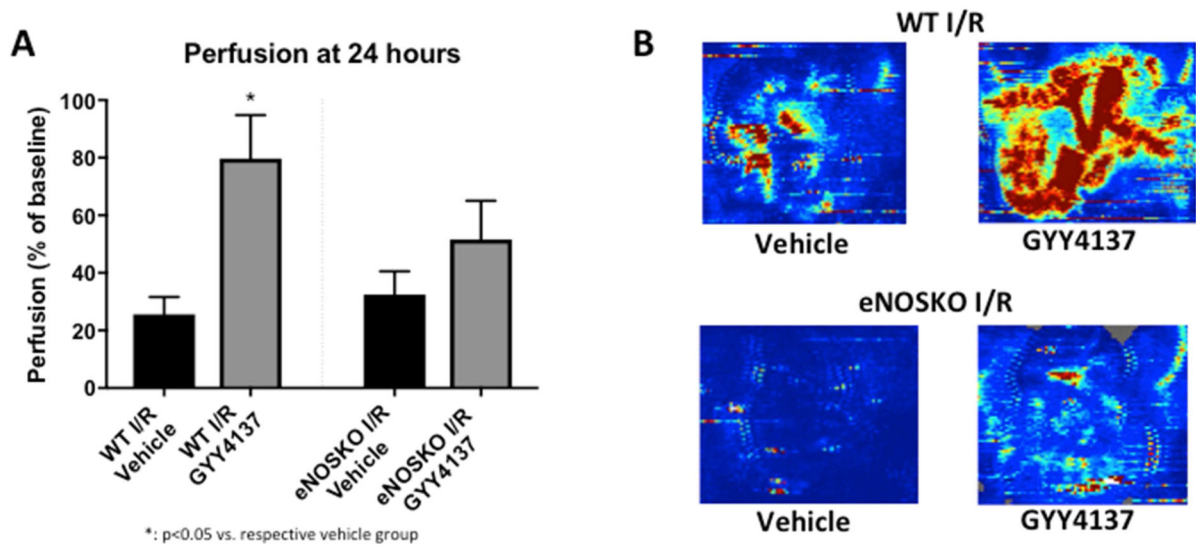 A
Perfusion at 24 hours
Perfusion (% of baseline)
100
80
60
40
20
0
*
WT I/R
Vehicle
WT I/R
GYY4137
eNOSKO I/R
Vehicle
eNOSKO I/R
GYY4137
*: p<0.05 vs. respective vehicle group
B
WT I/R
Vehicle
GYY4137
eNOSKO I/R
Vehicle
GYY4137